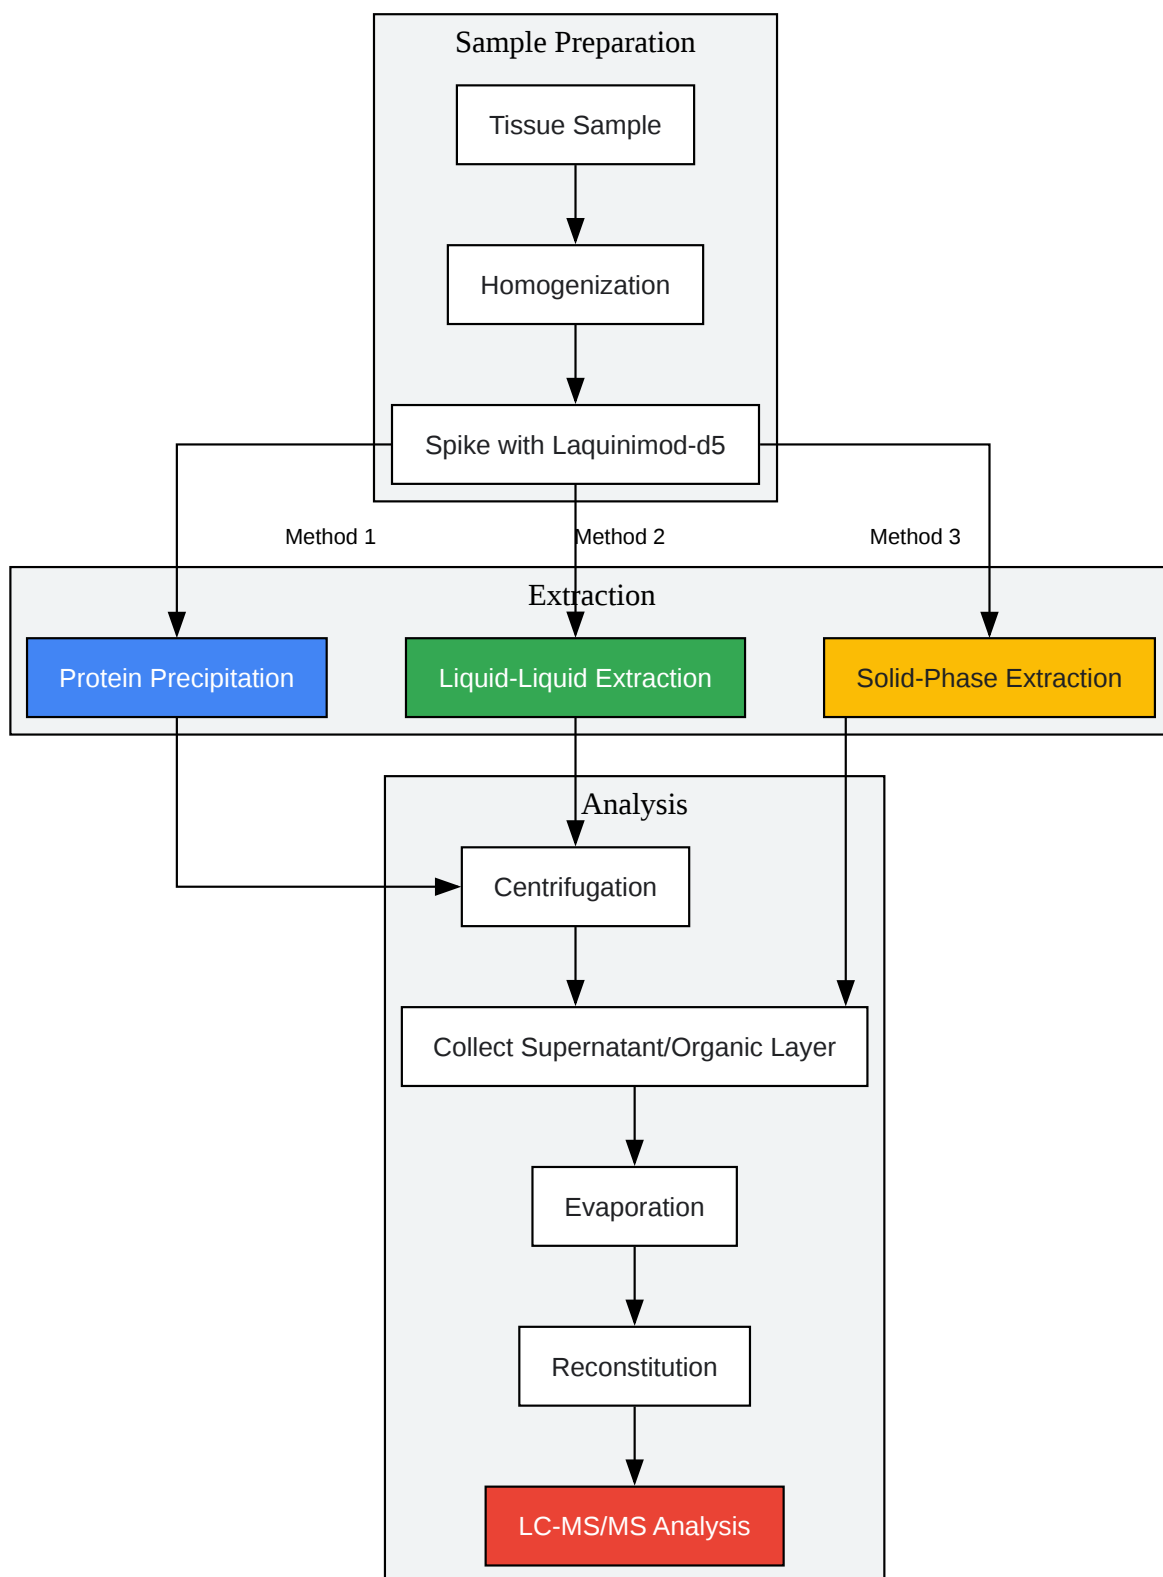 Sample Preparation
Tissue Sample
Homogenization
Spike with Laquinimod-d5
Method 1
Method 2
Method 3
Extraction
Protein Precipitation
Liquid-Liquid Extraction
Solid-Phase Extraction
Analysis
Centrifugation
Collect Supernatant/Organic Layer
Evaporation
Reconstitution
LC-MS/MS Analysis